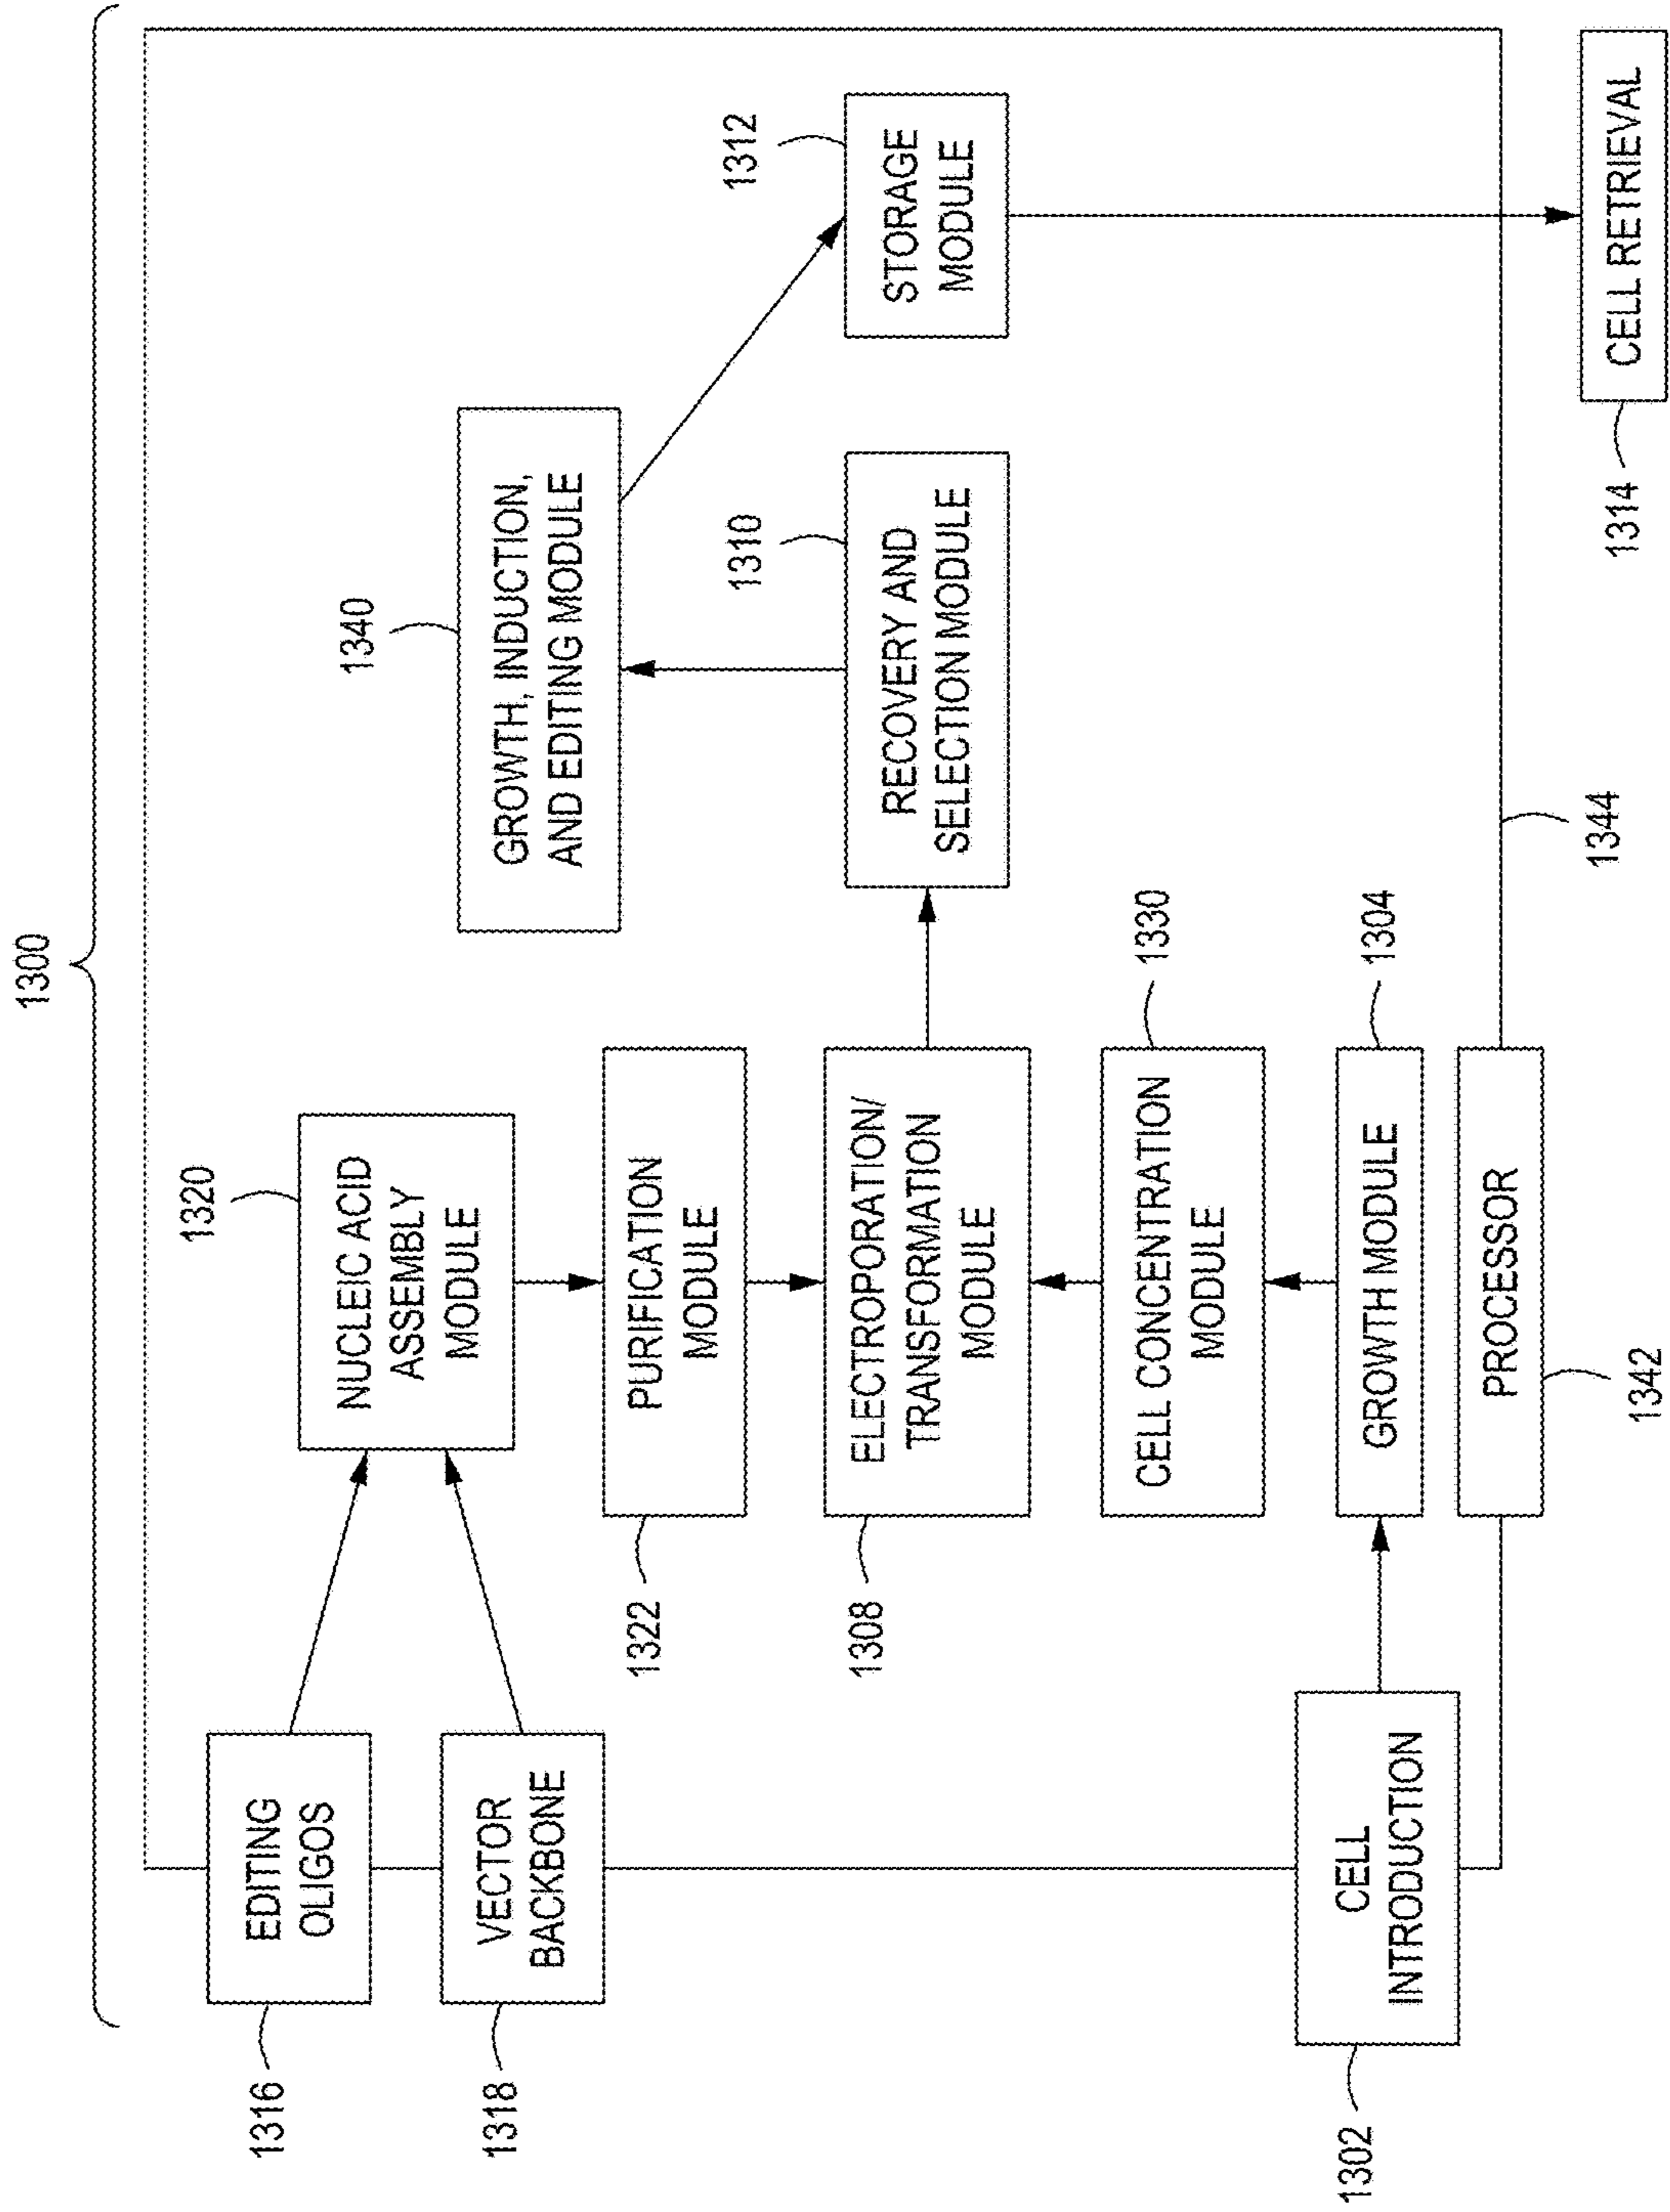 1300
1316
EDITING
OLIGOS
1318
VECTOR
BACKBONE
1320
NUCLEIC ACID
ASSEMBLY
MODULE
1322
PURIFICATION
MODULE
1308
ELECTROPORATION/
TRANSFORMATION
MODULE
CELL CONCENTRATION
MODULE
1330
GROWTH MODULE
1304
1302
CELL
INTRODUCTION
PROCESSOR
1342
1344
1340
GROWTH, INDUCTION,
AND EDITING MODULE
1310
RECOVERY AND
SELECTION MODULE
1312
STORAGE
MODULE
1314
CELL RETRIEVAL